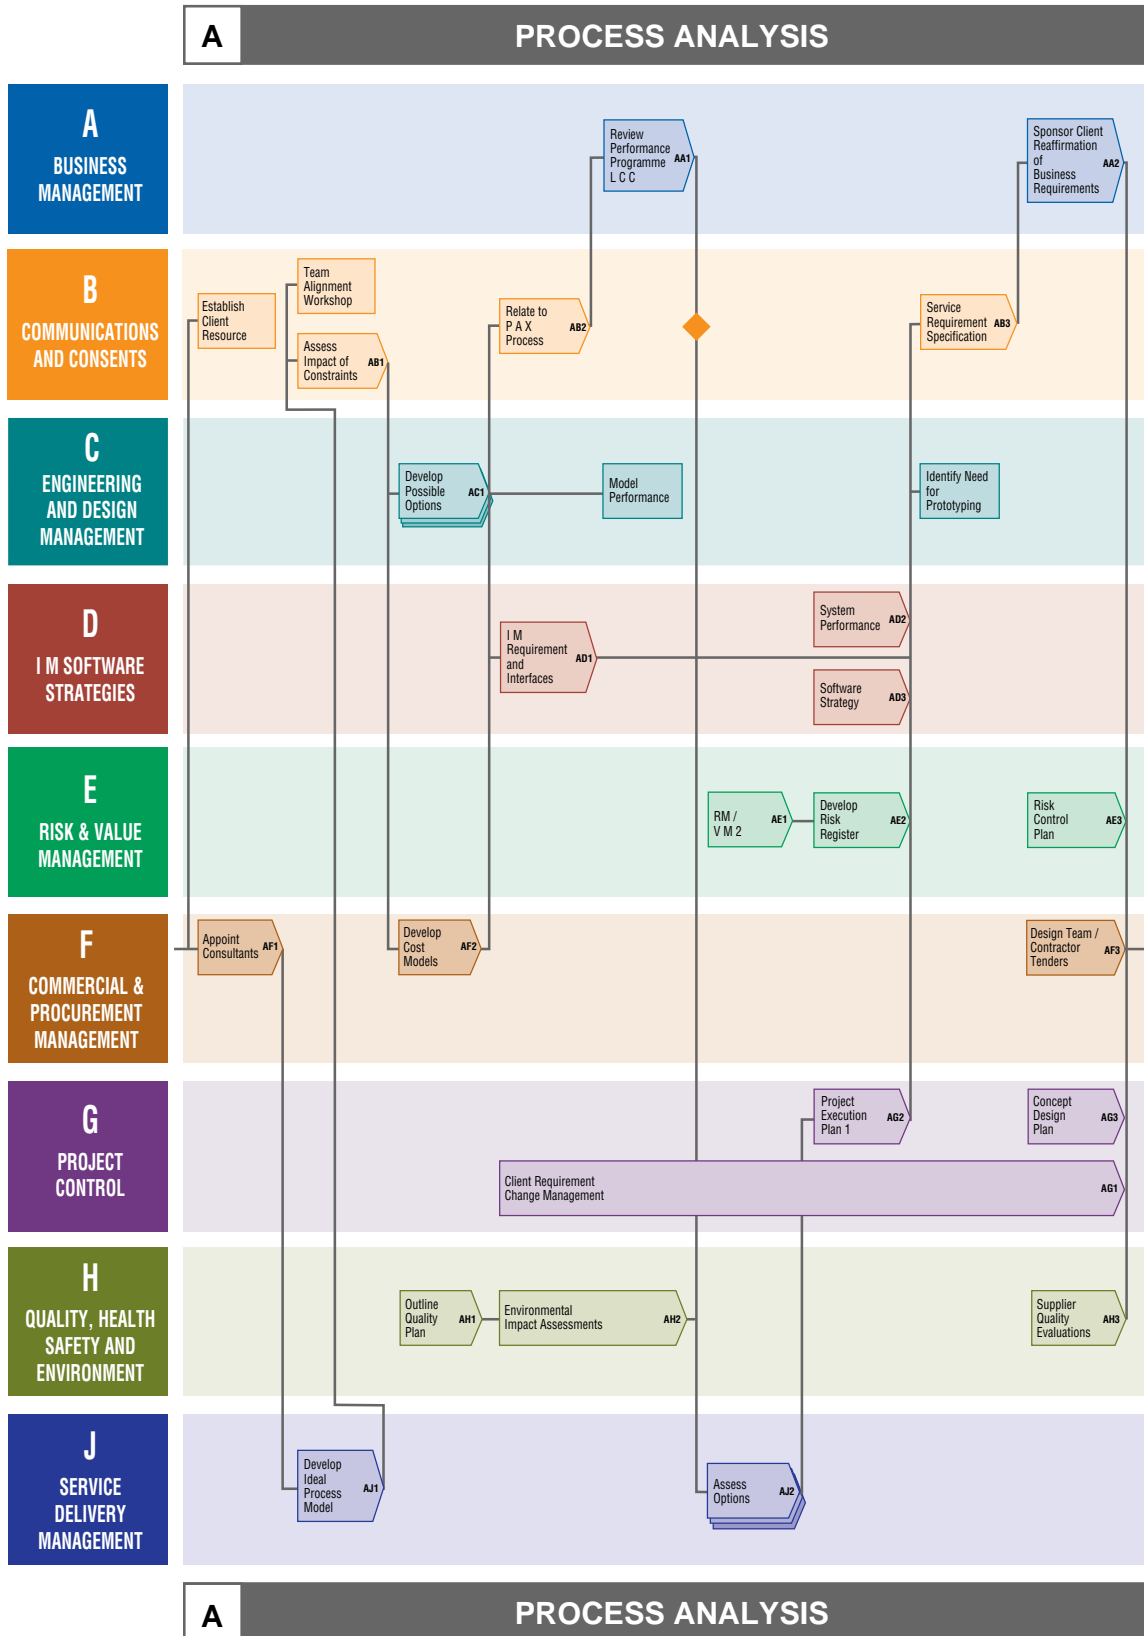 A
PROCESS ANALYSIS
A
BUSINESS
MANAGEMENT
Review
Performance
Programme
L C C
AA1
Sponsor Client
Reaffirmation
of
Business
Requirements
AA2
B
COMMUNICATIONS
AND CONSENTS
Establish
Client
Resource
Team
Alignment
Workshop
Assess
Impact of
Constraints
AB1
Relate to
P A X
Process
AB2
Service
Requirement
Specification
AB3
C
ENGINEERING
AND DESIGN
MANAGEMENT
Develop
Possible
Options
AC1
Model
Performance
Identify Need
for
Prototyping
D
I M SOFTWARE
STRATEGIES
I M
Requirement
and
Interfaces
AD1
System
Performance
AD2
Software
Strategy
AD3
E
RISK & VALUE
MANAGEMENT
RM /
V M 2
AE1
Develop
Risk
Register
AE2
Risk
Control
Plan
AE3
F
COMMERCIAL &
PROCUREMENT
MANAGEMENT
Appoint
Consultants
AF1
Develop
Cost
Models
AF2
Design Team /
Contractor
Tenders
AF3
G
PROJECT
CONTROL
Project
Execution
Plan 1
AG2
Concept
Design
Plan
AG3
Client Requirement
Change Management
AG1
H
QUALITY, HEALTH
SAFETY AND
ENVIRONMENT
Outline
Quality
Plan
AH1
Environmental
Impact Assessments
AH2
Supplier
Quality
Evaluations
AH3
J
SERVICE
DELIVERY
MANAGEMENT
Develop
Ideal
Process
Model
AJ1
Assess
Options
AJ2
A
PROCESS ANALYSIS